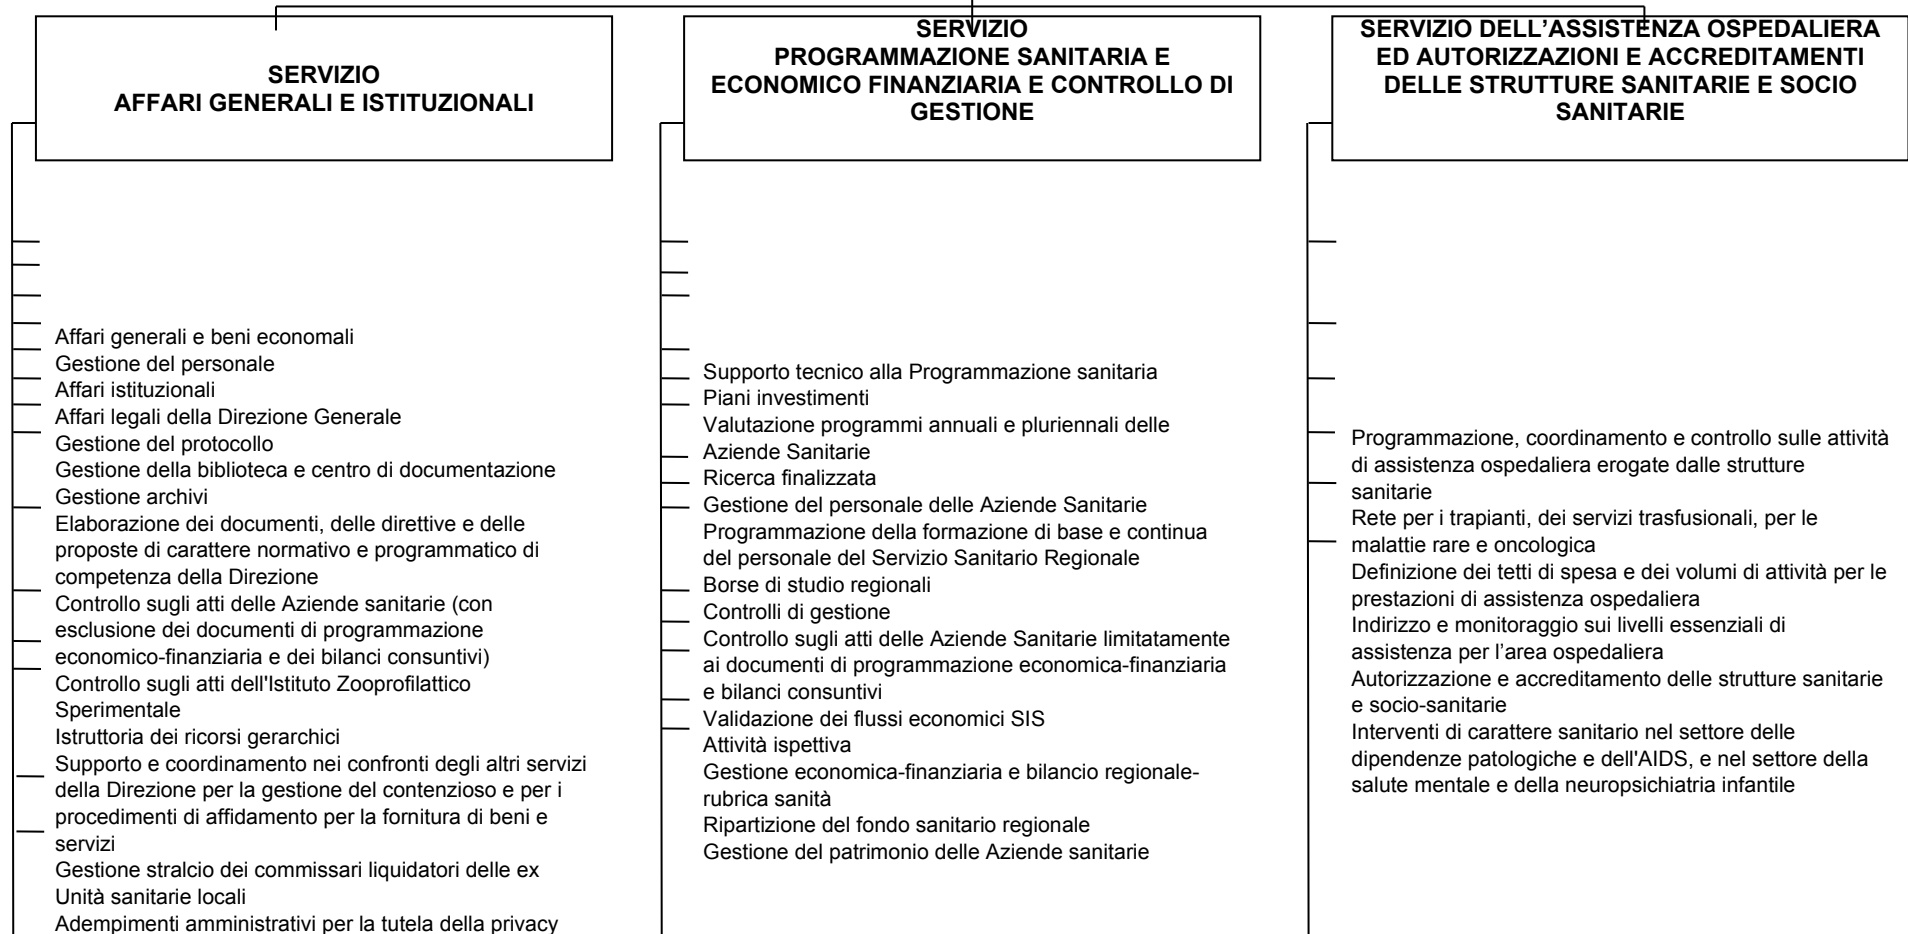 SERVIZIO
AFFARI GENERALI E ISTITUZIONALI
Affari generali e beni economali
Gestione del personale
Affari istituzionali
Affari legali della Direzione Generale
Gestione del protocollo
Gestione della biblioteca e centro di documentazione
Gestione archivi
Elaborazione dei documenti, delle direttive e delle
proposte di carattere normativo e programmatico di
competenza della Direzione
Controllo sugli atti delle Aziende sanitarie (con
esclusione dei documenti di programmazione
economico-finanziaria e dei bilanci consuntivi)
Controllo sugli atti dell'Istituto Zooprofilattico
Sperimentale
Istruttoria dei ricorsi gerarchici
Supporto e coordinamento nei confronti degli altri servizi
della Direzione per la gestione del contenzioso e per i
procedimenti di affidamento per la fornitura di beni e
servizi
Gestione stralcio dei commissari liquidatori delle ex
Unità sanitarie locali
Adempimenti amministrativi per la tutela della privacy
SERVIZIO
PROGRAMMAZIONE SANITARIA E
ECONOMICO FINANZIARIA E CONTROLLO DI
GESTIONE
Supporto tecnico alla Programmazione sanitaria
Piani investimenti
Valutazione programmi annuali e pluriennali delle
Aziende Sanitarie
Ricerca finalizzata
Gestione del personale delle Aziende Sanitarie
Programmazione della formazione di base e continua
del personale del Servizio Sanitario Regionale
Borse di studio regionali
Controlli di gestione
Controllo sugli atti delle Aziende Sanitarie limitatamente
ai documenti di programmazione economica-finanziaria
e bilanci consuntivi
Validazione dei flussi economici SIS
Attività ispettiva
Gestione economica-finanziaria e bilancio regionale-
rubrica sanità
Ripartizione del fondo sanitario regionale
Gestione del patrimonio delle Aziende sanitarie
SERVIZIO DELL’ASSISTENZA OSPEDALIERA
ED AUTORIZZAZIONI E ACCREDITAMENTI
DELLE STRUTTURE SANITARIE E SOCIO
SANITARIE
Programmazione, coordinamento e controllo sulle attività
di assistenza ospedaliera erogate dalle strutture
sanitarie
Rete per i trapianti, dei servizi trasfusionali, per le
malattie rare e oncologica
Definizione dei tetti di spesa e dei volumi di attività per le
prestazioni di assistenza ospedaliera
Indirizzo e monitoraggio sui livelli essenziali di
assistenza per l’area ospedaliera
Autorizzazione e accreditamento delle strutture sanitarie
e socio-sanitarie
Interventi di carattere sanitario nel settore delle
dipendenze patologiche e dell'AIDS, e nel settore della
salute mentale e della neuropsichiatria infantile